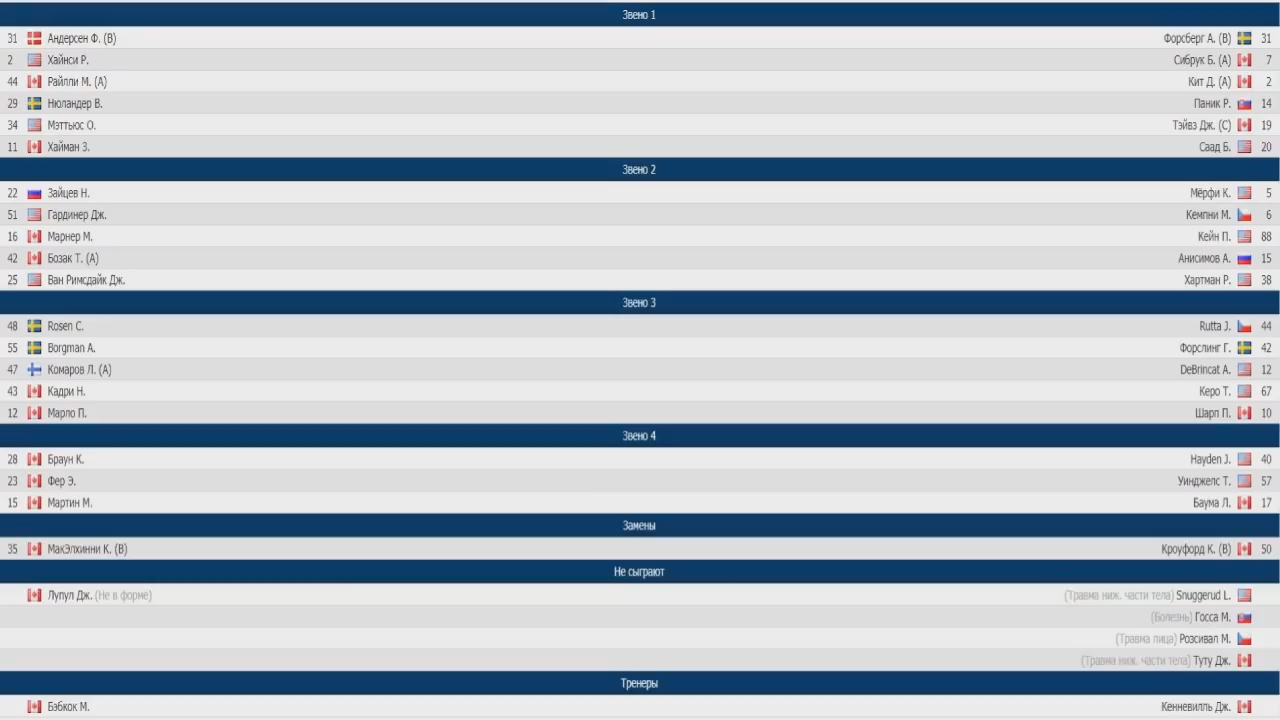 Звено 1
31 Андерсен Ф. (В) Форсберг А. (В) 31
2 Хайнси Р. Сибрук Б. (А) 7
44 Райлли М. (А) Кит Д. (А) 2
29 Нюландер В. Паник Р. 14
34 Мэттьюс О. Тэйвз Дж. (С) 19
11 Хайман З. Саад Б. 20
Звено 2
22 Зайцев Н. Мёрфи К. 5
51 Гардинер Дж. Кемпни М. 6
16 Марнер М. Кейн П. 88
42 Бозак Т. (А) Анисимов А. 15
25 Ван Римсдайк Дж. Хартман Р. 38
Звено 3
48 Rosen C. Rutta J. 44
55 Borgman A. Форслинг Г. 42
47 Комаров Л. (А) DeBrincat A. 12
43 Кадри Н. Керо Т. 67
12 Марло П. Шарп П. 10
Звено 4
28 Браун К. Hayden J. 40
23 Фер Э. Уинджелс Т. 57
15 Мартин М. Баума Л. 17
Замены
35 МакЭлхинни К. (В) Кроуфорд К. (В) 50
Не сыграют
Лупул Дж. (Не в форме) (Травма ниж. части тела) Snuggerud L.
(Болезнь) Госса М.
(Травма лица) Розсивал М.
(Травма ниж. части тела) Туту Дж.
Тренеры
Бэбкок М. Кенневилль Дж.